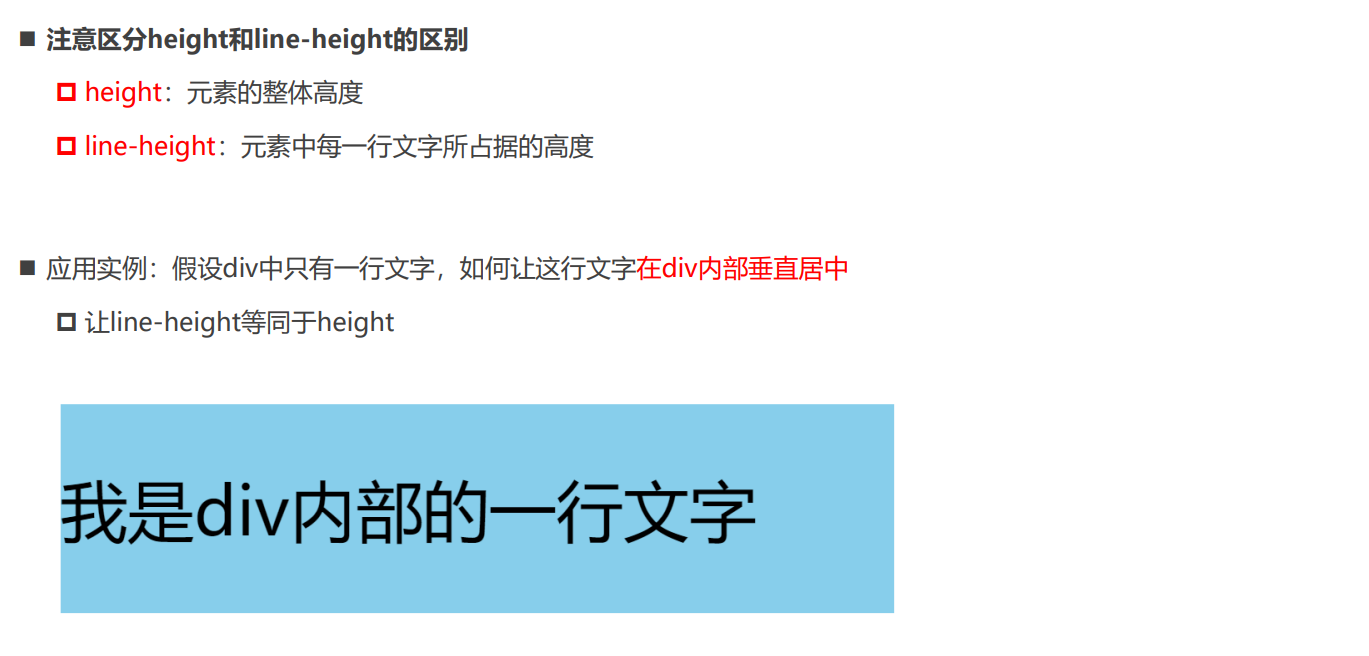 ■ 注意区分height和line-height的区别
height：元素的整体高度
line-height：元素中每一行文字所占据的高度
■ 应用实例：假设div中只有一行文字，如何让这行文字在div内部垂直居中
让line-height等同于height
我是div内部的一行文字